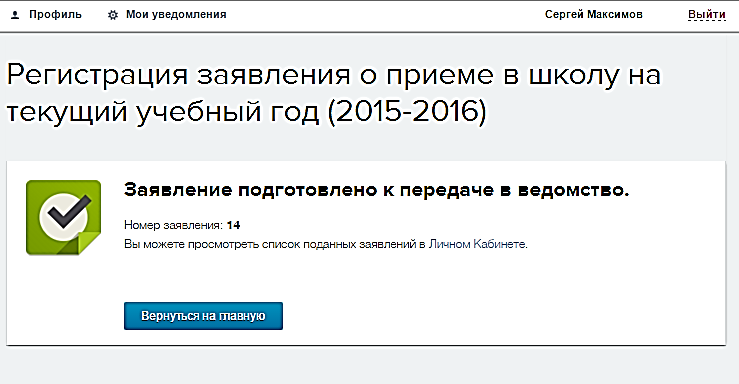 Профиль Мои уведомления Сергей Максимов Выйти
Регистрация заявления о приеме в школу на
текущий учебный год (2015-2016)
Заявление подготовлено к передаче в ведомство.
Номер заявления: 14
Вы можете просмотреть список поданных заявлений в Личном Кабинете.
Вернуться на главную